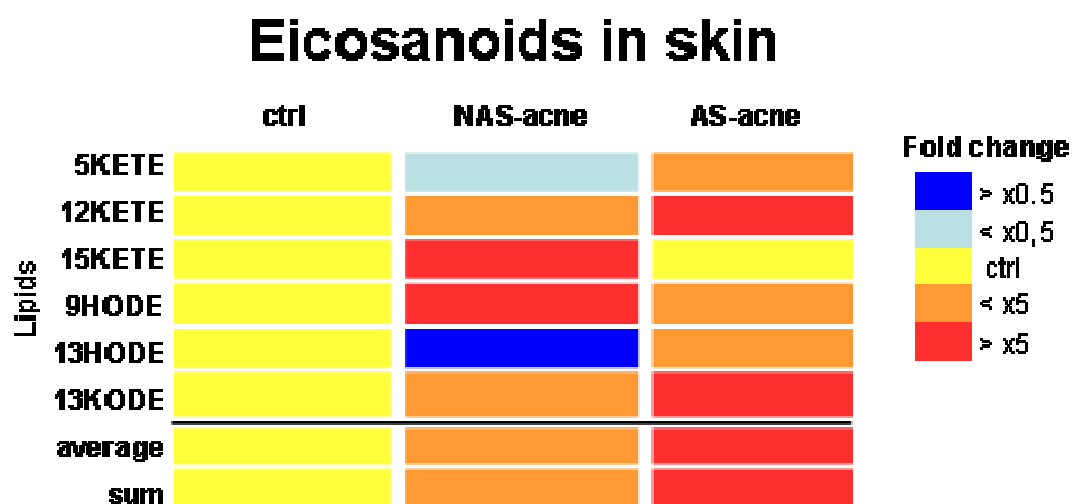 Eicosanoids in skin
ctrl NAS-acne AS-acne
Fold change
> x0.5
< x0,5
ctrl
< x5
> x5
Lipids
5KETE
12KETE
15KETE
9HODE
13HODE
13KODE
average
sum